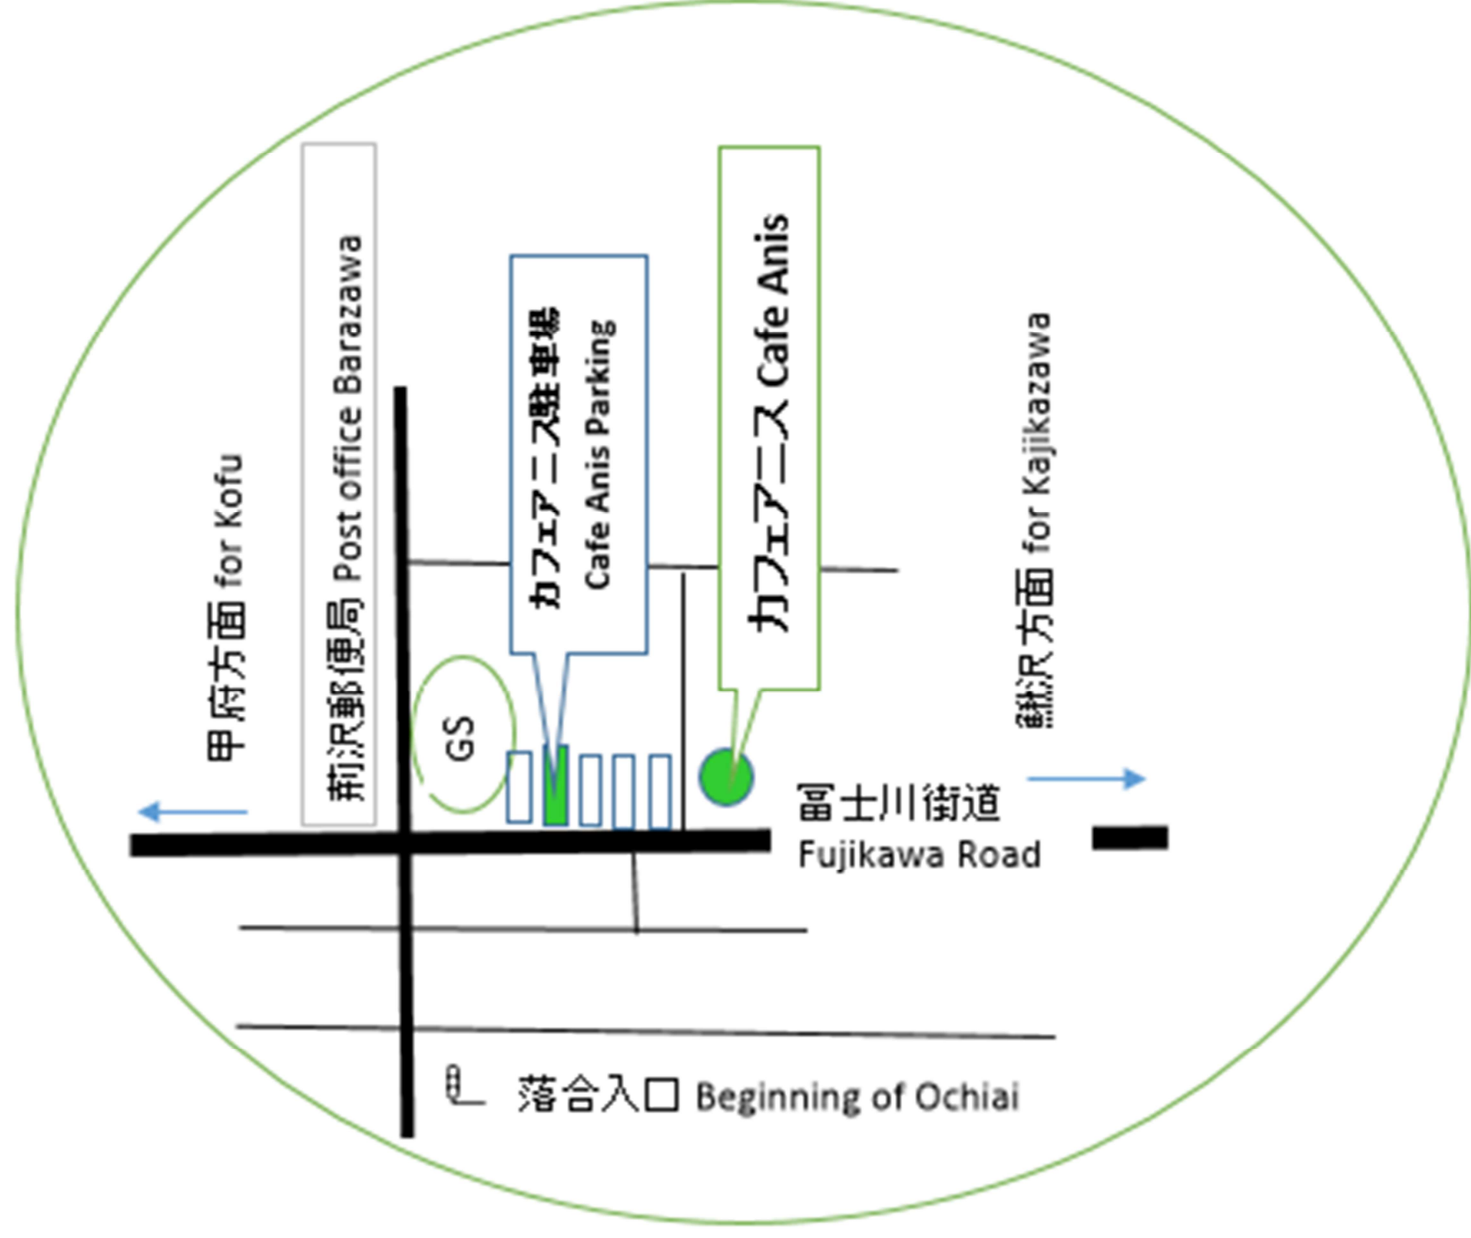 甲府方面 for Kofu
荊沢郵便局 Post office Barazawa
GS
カフェアニス駐車場
Cafe Anis Parking
カフェアニス Cafe Anis
鰍沢方面 for Kajikazawa
冨士川街道
Fujikawa Road
落合入口 Beginning of Ochiai